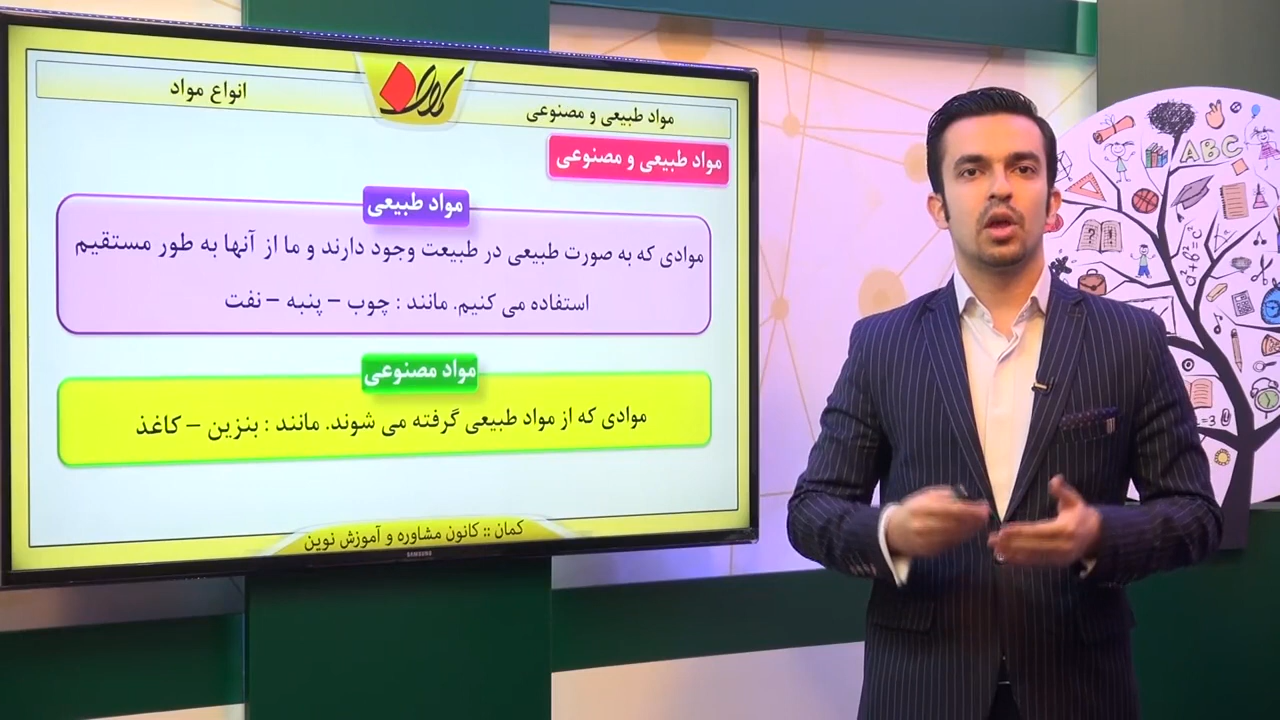 مواد طبیعی و مصنوعی
انواع مواد
کمان
مواد طبیعی و مصنوعی
مواد طبیعی
موادی که به صورت طبیعی در طبیعت وجود دارند و ما از آنها به طور مستقیم
استفاده می کنیم. مانند : چوب – پنبه – نفت
مواد مصنوعی
موادی که از مواد طبیعی گرفته می شوند. مانند : بنزین – کاغذ
کمان :: کانون مشاوره و آموزش نوین
SAMSUNG
ABC